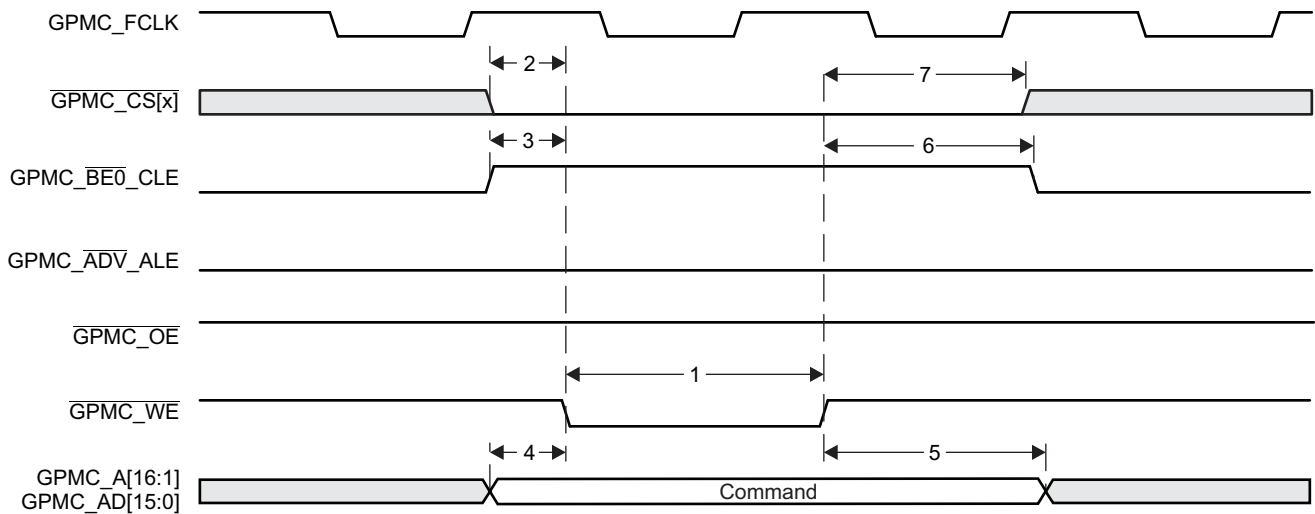 GPMC_FCLK
2
7
GPMC_CS[x]
3
6
GPMC_BE0_CLE
GPMC_ADV_ALE
GPMC_OE
1
GPMC_WE
4
5
GPMC_A[16:1]
GPMC_AD[15:0]
Command